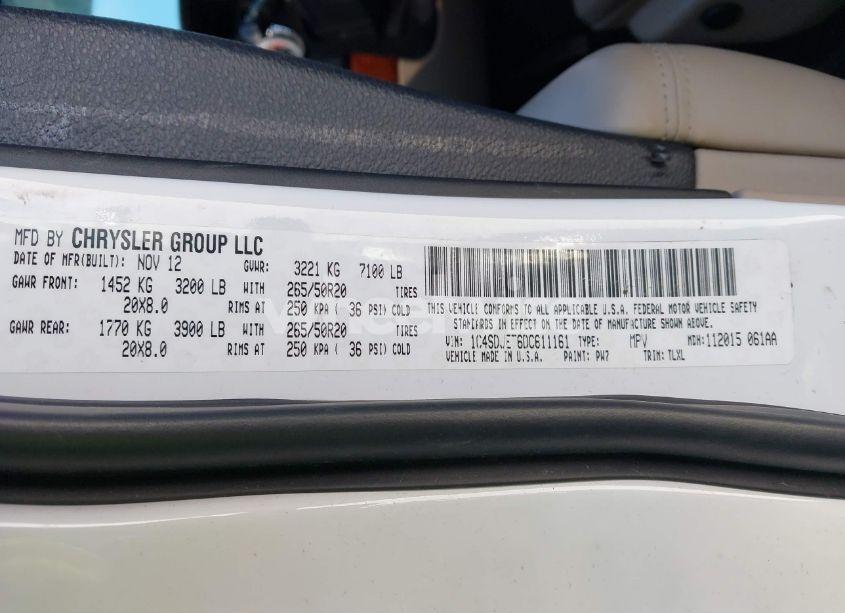 MFD BY CHRYSLER GROUP LLC
DATE OF MFR(BUILT): NOV 12 GVWR: 3221 KG 7100 LB
GAWR FRONT: 1452 KG 3200 LB WITH 265/50R20 TIRES
20X8.0 RIMS AT 250 KPA ( 36 PSI) COLD
GAWR REAR: 1770 KG 3900 LB WITH 265/50R20 TIRES
20X8.0 RIMS AT 250 KPA ( 36 PSI) COLD
THIS VEHICLE CONFORMS TO ALL APPLICABLE U.S.A. FEDERAL MOTOR VEHICLE SAFETY
STANDARDS IN EFFECT ON THE DATE OF MANUFACTURE SHOWN ABOVE.
VIN: 1C4SDJET6DC611161 TYPE: MPV MDH: 112015 061AA
VEHICLE MADE IN U.S.A. PAINT: PW7 TRIM: TLXL